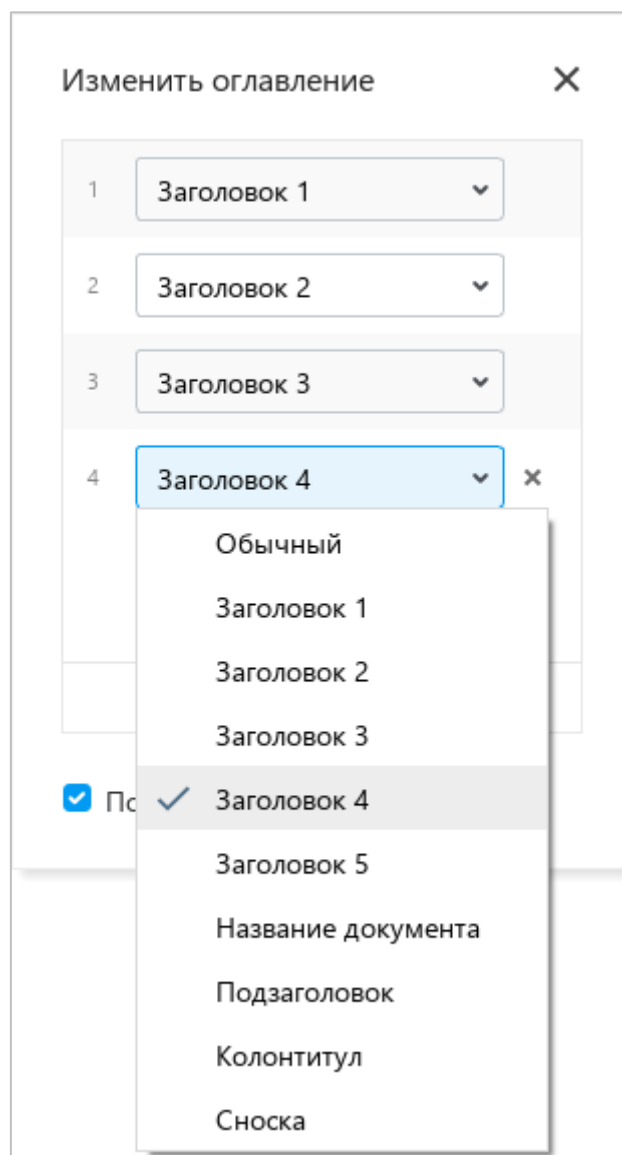 Изменить оглавление
1 Заголовок 1
2 Заголовок 2
3 Заголовок 3
4 Заголовок 4
Обычный
Заголовок 1
Заголовок 2
Заголовок 3
Заголовок 4
Заголовок 5
Название документа
Подзаголовок
Колонтитул
Сноска